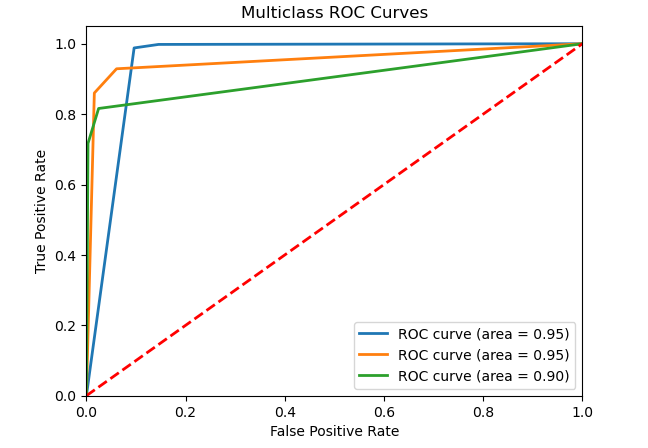 Multiclass ROC Curves
True Positive Rate
1.0
0.8
0.6
0.4
0.2
0.0
ROC curve (area = 0.95)
ROC curve (area = 0.95)
ROC curve (area = 0.90)
0.0 0.2 0.4 0.6 0.8 1.0
False Positive Rate